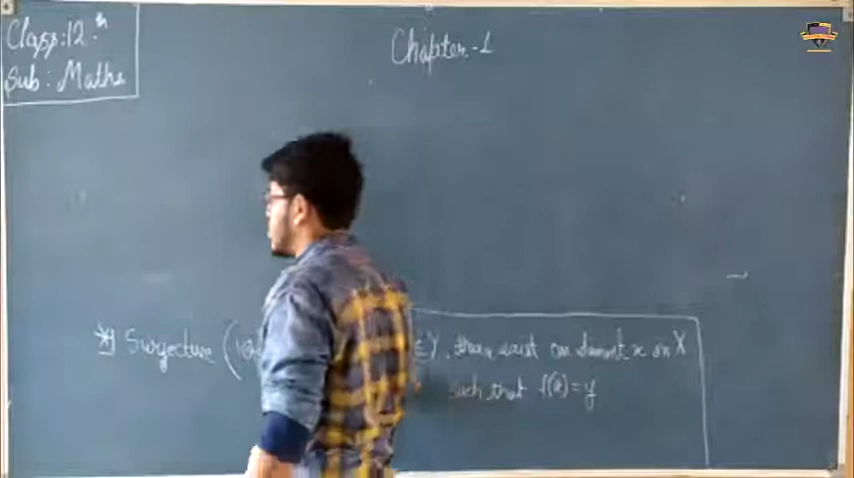 Class:12th
Sub: Maths
Chapter-1
Surjective (
∈Y, there exist an element x in X
such that f(x)=y